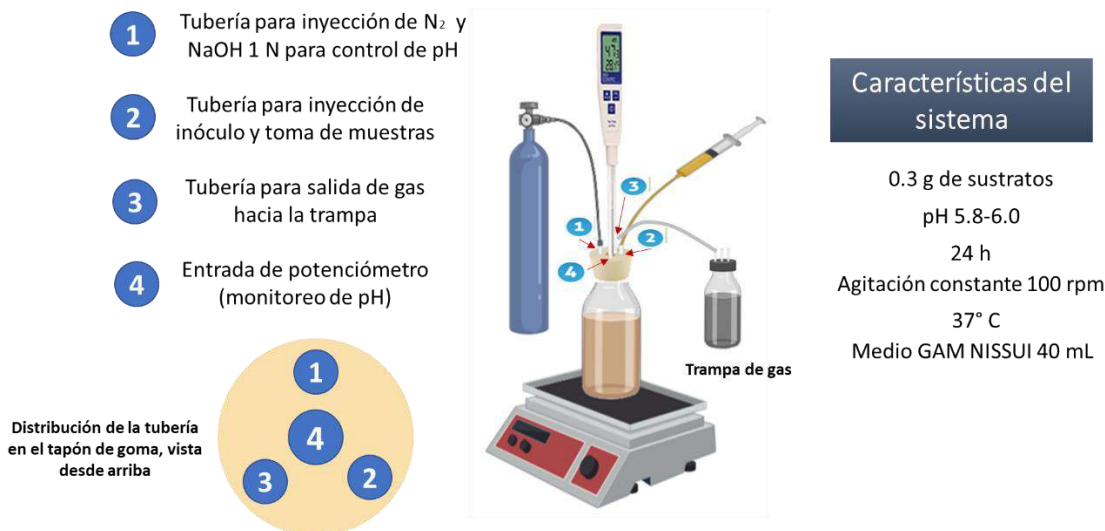 1
Tubería para inyección de N₂ y
NaOH 1 N para control de pH
2
Tubería para inyección de
inóculo y toma de muestras
3
Tubería para salida de gas
hacia la trampa
4
Entrada de potenciómetro
(monitoreo de pH)
Distribución de la tubería
en el tapón de goma, vista
desde arriba
1
4
3
2
3
1
2
4
Trampa de gas
Características del
sistema
0.3 g de sustratos
pH 5.8-6.0
24 h
Agitación constante 100 rpm
37° C
Medio GAM NISSUI 40 mL